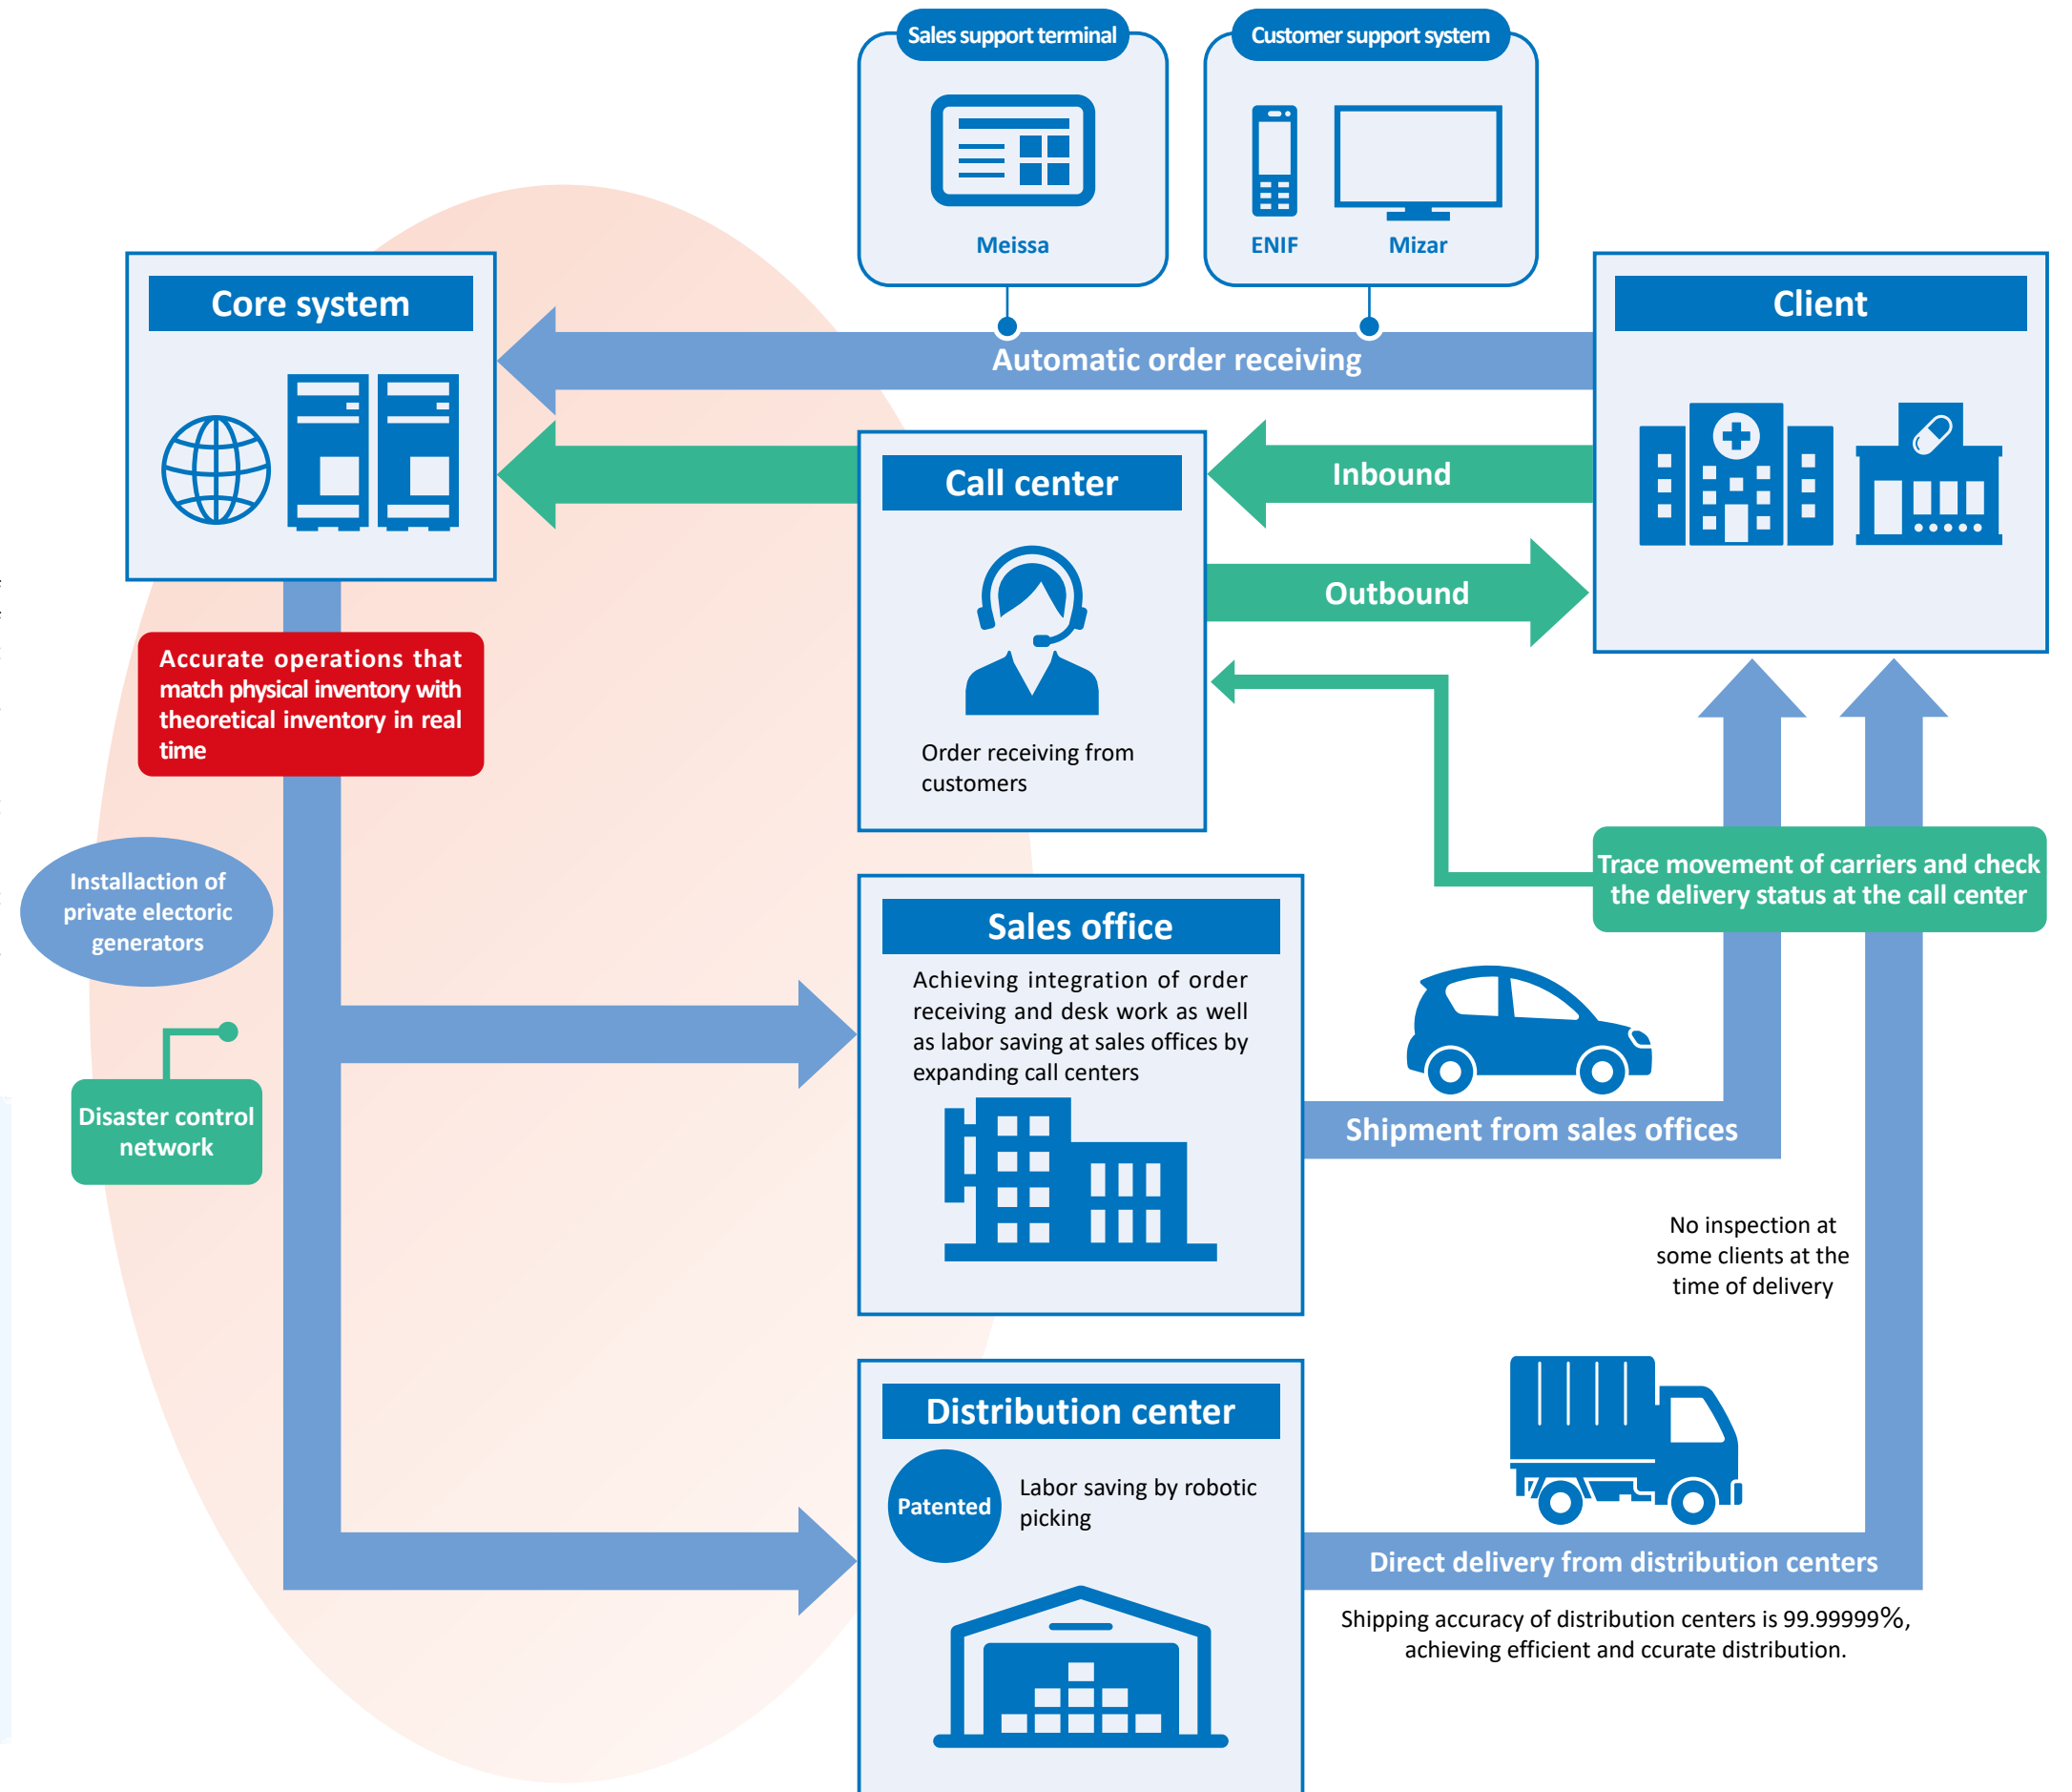 Sales support terminal
Customer support system
Meissa
ENIF
Mizar
Core system
Client
Automatic order receiving
Call center
Inbound
Outbound
Order receiving from
customers
Accurate operations that
match physical inventory with
theoretical inventory in real
time
Installaction of
private electoric
generators
Trace movement of carriers and check
the delivery status at the call center
Sales office
Achieving integration of order
receiving and desk work as well
as labor saving at sales offices by
expanding call centers
Disaster control
network
Shipment from sales offices
No inspection at
some clients at the
time of delivery
Distribution center
Patented
Labor saving by robotic
picking
Direct delivery from distribution centers
Shipping accuracy of distribution centers is 99.99999%,
achieving efficient and ccurate distribution.